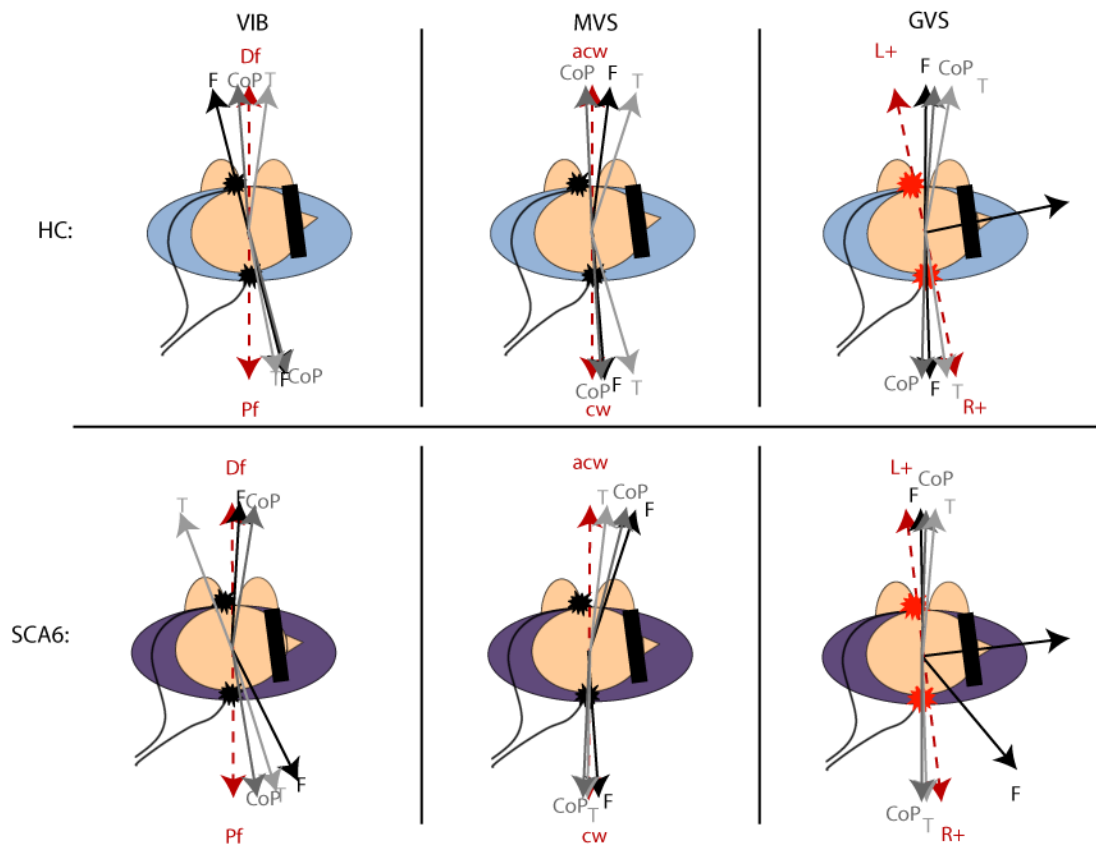 VIB MVS GVS
Df acw L+
F CoP T CoP F T F CoP T
HC:
T F CoP CoP F T CoP F T
Pf cw R+
Df acw L+
T F CoP T CoP F F CoP T
SCA6:
CoP T F CoP T F CoP T F
Pf cw R+